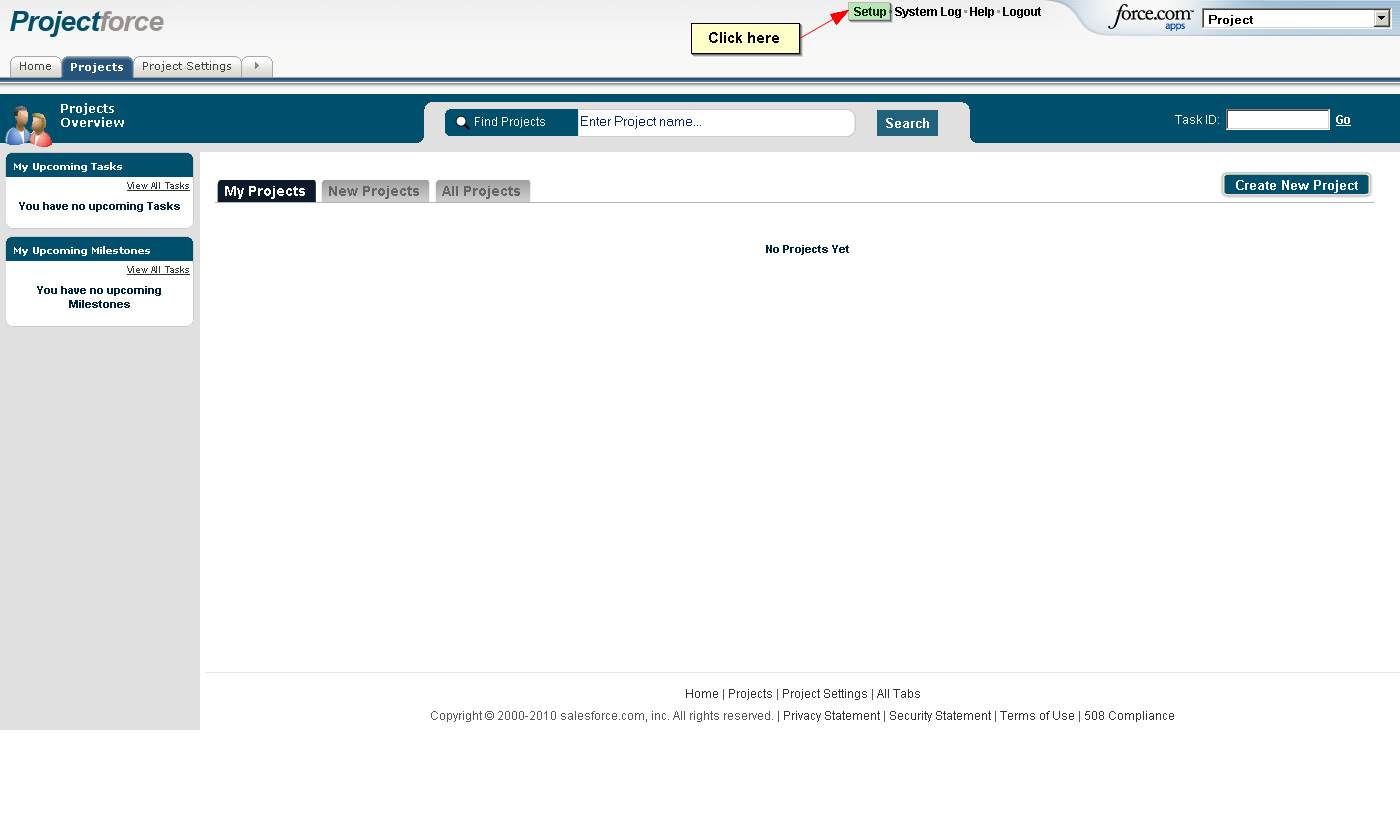 Projectforce
Setup · System Log · Help · Logout
force.com
apps
Project
Click here
Home
Projects
Project Settings
Projects
Overview
Find Projects
Enter Project name...
Search
Task ID:
Go
My Upcoming Tasks
View All Tasks
You have no upcoming Tasks
My Upcoming Milestones
View All Tasks
You have no upcoming
Milestones
My Projects
New Projects
All Projects
Create New Project
No Projects Yet
Home | Projects | Project Settings | All Tabs
Copyright © 2000-2010 salesforce.com, inc. All rights reserved. | Privacy Statement | Security Statement | Terms of Use | 508 Compliance